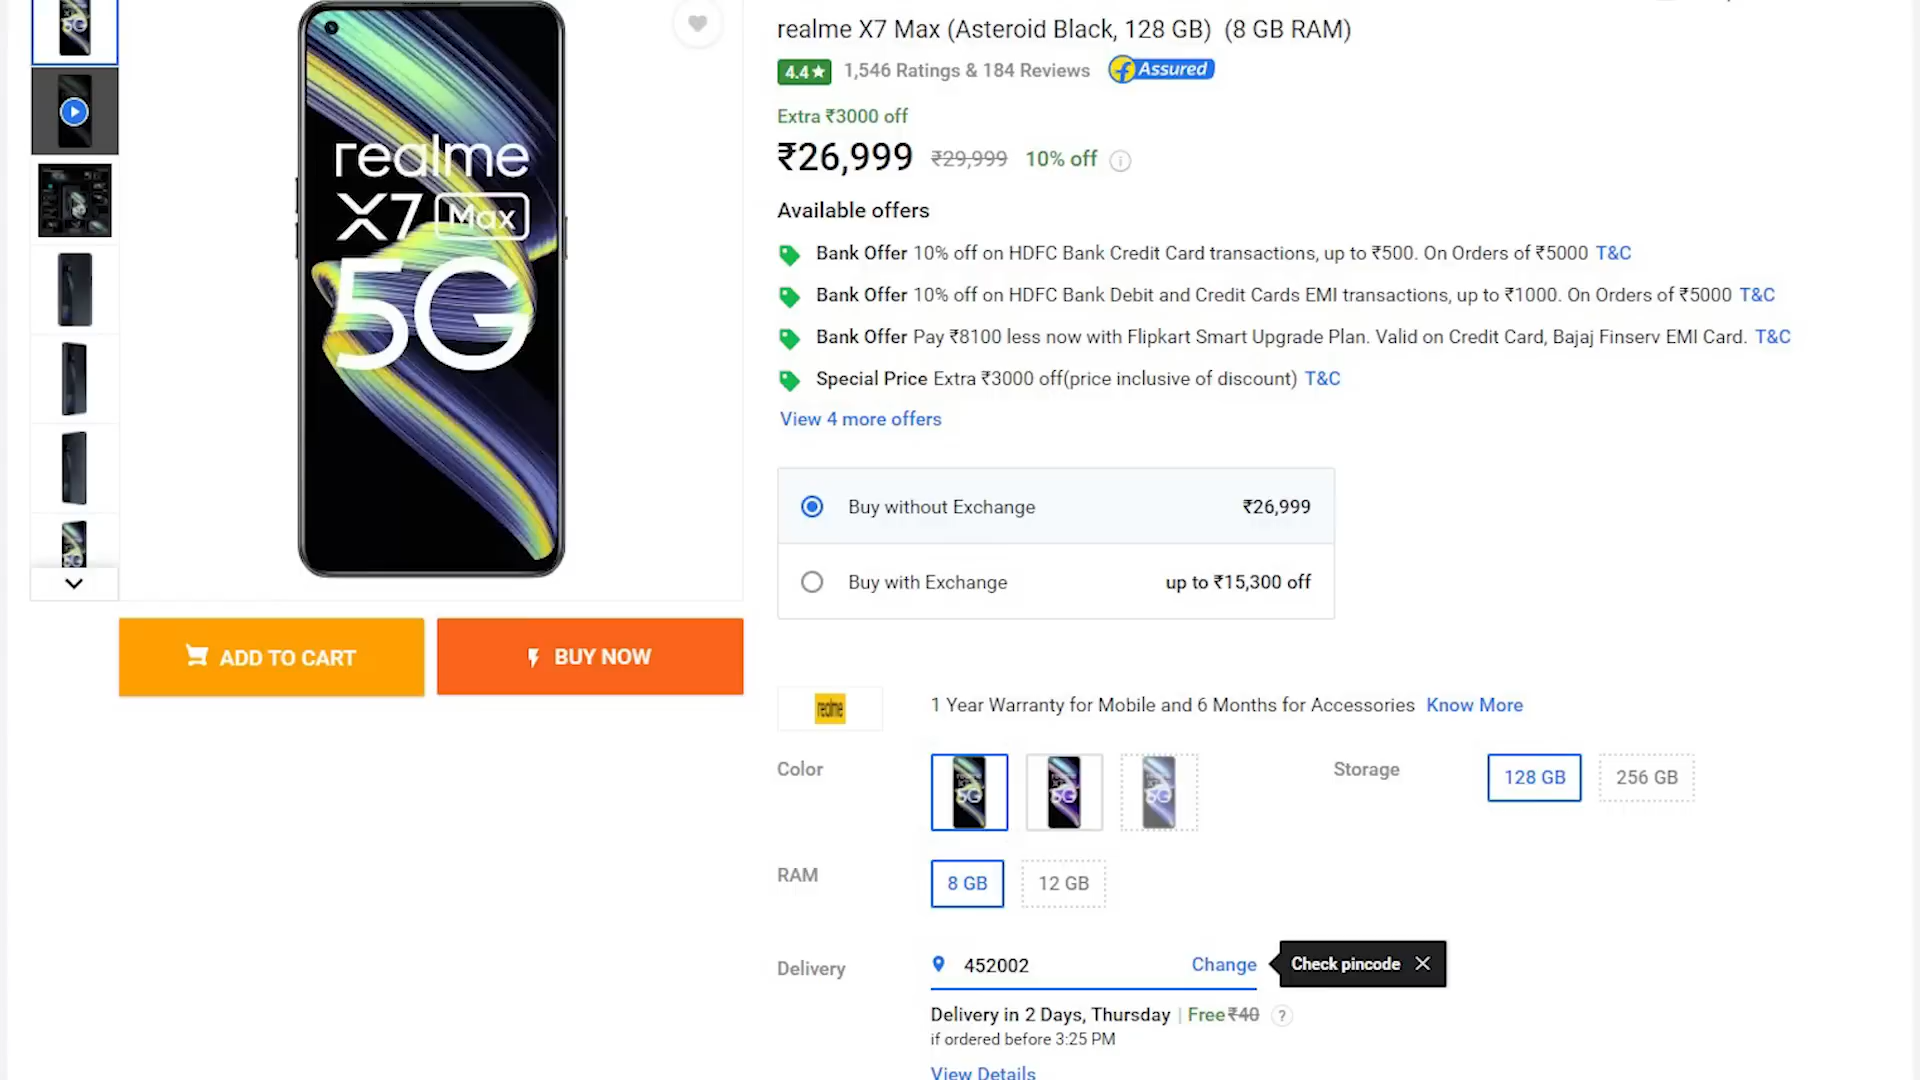 realme X7 Max (Asteroid Black, 128 GB) (8 GB RAM)
4.4★ 1,546 Ratings & 184 Reviews Assured
Extra ₹3000 off
₹26,999 ₹29,999 10% off
Available offers
Bank Offer 10% off on HDFC Bank Credit Card transactions, up to ₹500. On Orders of ₹5000 T&C
Bank Offer 10% off on HDFC Bank Debit and Credit Cards EMI transactions, up to ₹1000. On Orders of ₹5000 T&C
Bank Offer Pay ₹8100 less now with Flipkart Smart Upgrade Plan. Valid on Credit Card, Bajaj Finserv EMI Card. T&C
Special Price Extra ₹3000 off(price inclusive of discount) T&C
View 4 more offers
realme
X7 Max
5G
Buy without Exchange ₹26,999
Buy with Exchange up to ₹15,300 off
ADD TO CART
BUY NOW
realme
1 Year Warranty for Mobile and 6 Months for Accessories Know More
Color
5G
5G
5G
Storage 128 GB 256 GB
RAM 8 GB 12 GB
Delivery 452002 Change Check pincode
Delivery in 2 Days, Thursday | Free ₹40 ?
if ordered before 3:25 PM
View Details